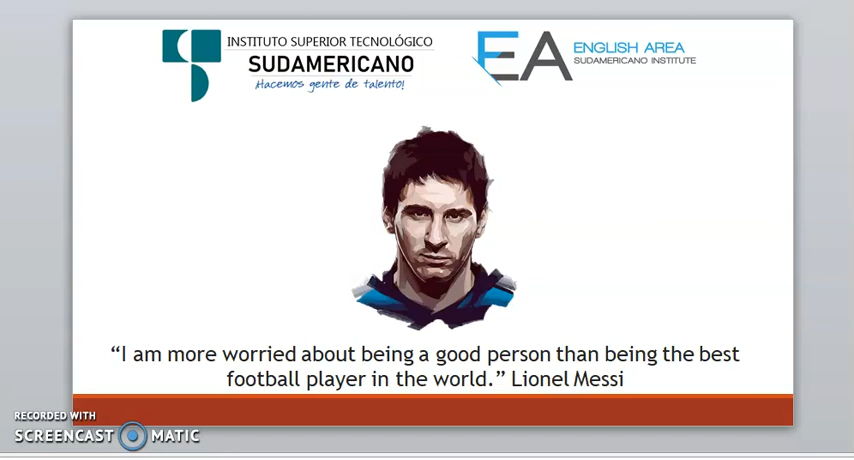 INSTITUTO SUPERIOR TECNOLÓGICO
SUDAMERICANO
¡Hacemos gente de talento!
EA
ENGLISH AREA
SUDAMERICANO INSTITUTE
“I am more worried about being a good person than being the best
football player in the world.” Lionel Messi
RECORDED WITH
SCREENCAST MATIC